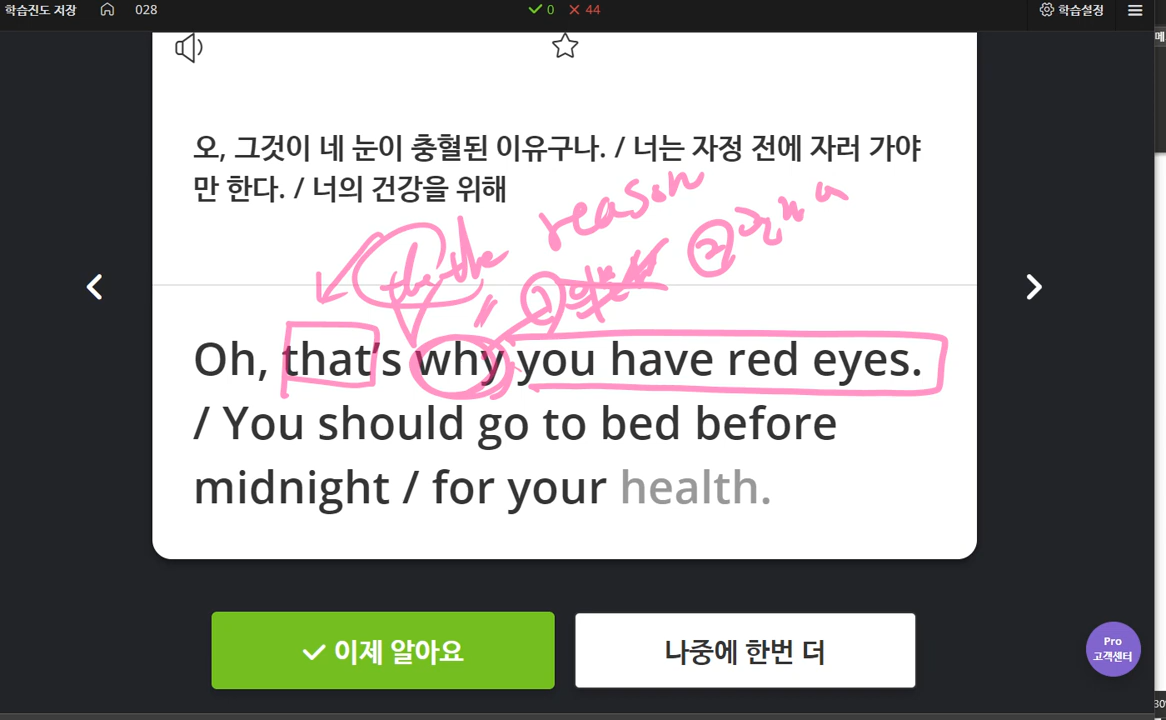 학습진도 저장 028 0 44 학습설정
메
오, 그것이 네 눈이 충혈된 이유구나. / 너는 자정 전에 자러 가야
만 한다. / 너의 건강을 위해
the reason
②
①
Oh, that's why you have red eyes.
/ You should go to bed before
midnight / for your health.
이제 알아요 나중에 한번 더
Pro
고객센터